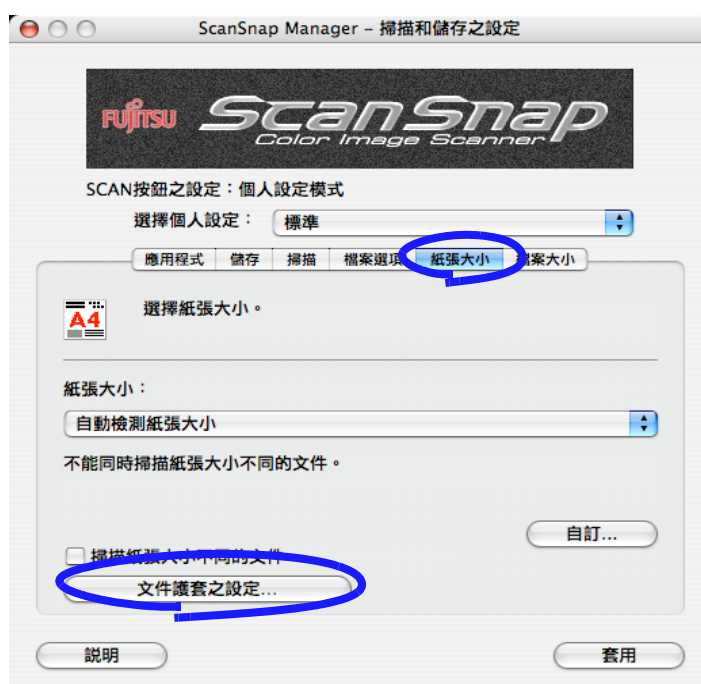 ScanSnap Manager – 掃描和儲存之設定
FUJITSU ScanSnap
Color Image Scanner
SCAN按鈕之設定：個人設定模式
選擇個人設定： 標準
應用程式 儲存 掃描 檔案選項 紙張大小 檔案大小
A4 選擇紙張大小。
紙張大小：
自動檢測紙張大小
不能同時掃描紙張大小不同的文件。
自訂...
掃描紙張大小不同的文件
文件護套之設定...
説明 套用